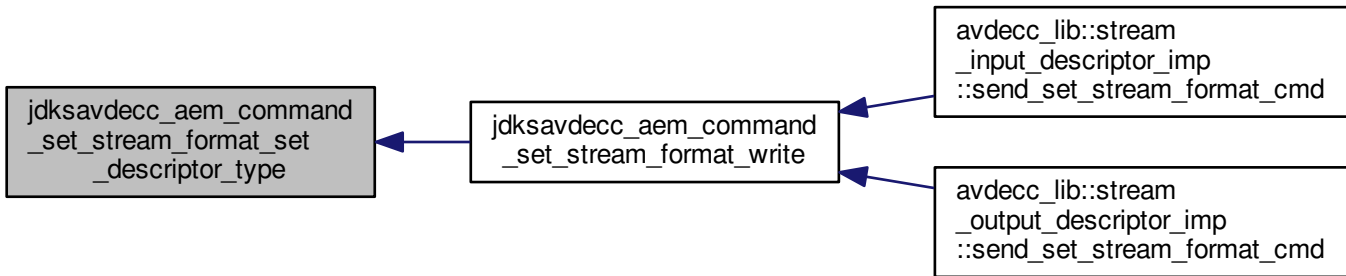 jdksavdecc_aem_command
_set_stream_format_set
_descriptor_type
jdksavdecc_aem_command
_set_stream_format_write
avdecc_lib::stream
_input_descriptor_imp
::send_set_stream_format_cmd
avdecc_lib::stream
_output_descriptor_imp
::send_set_stream_format_cmd